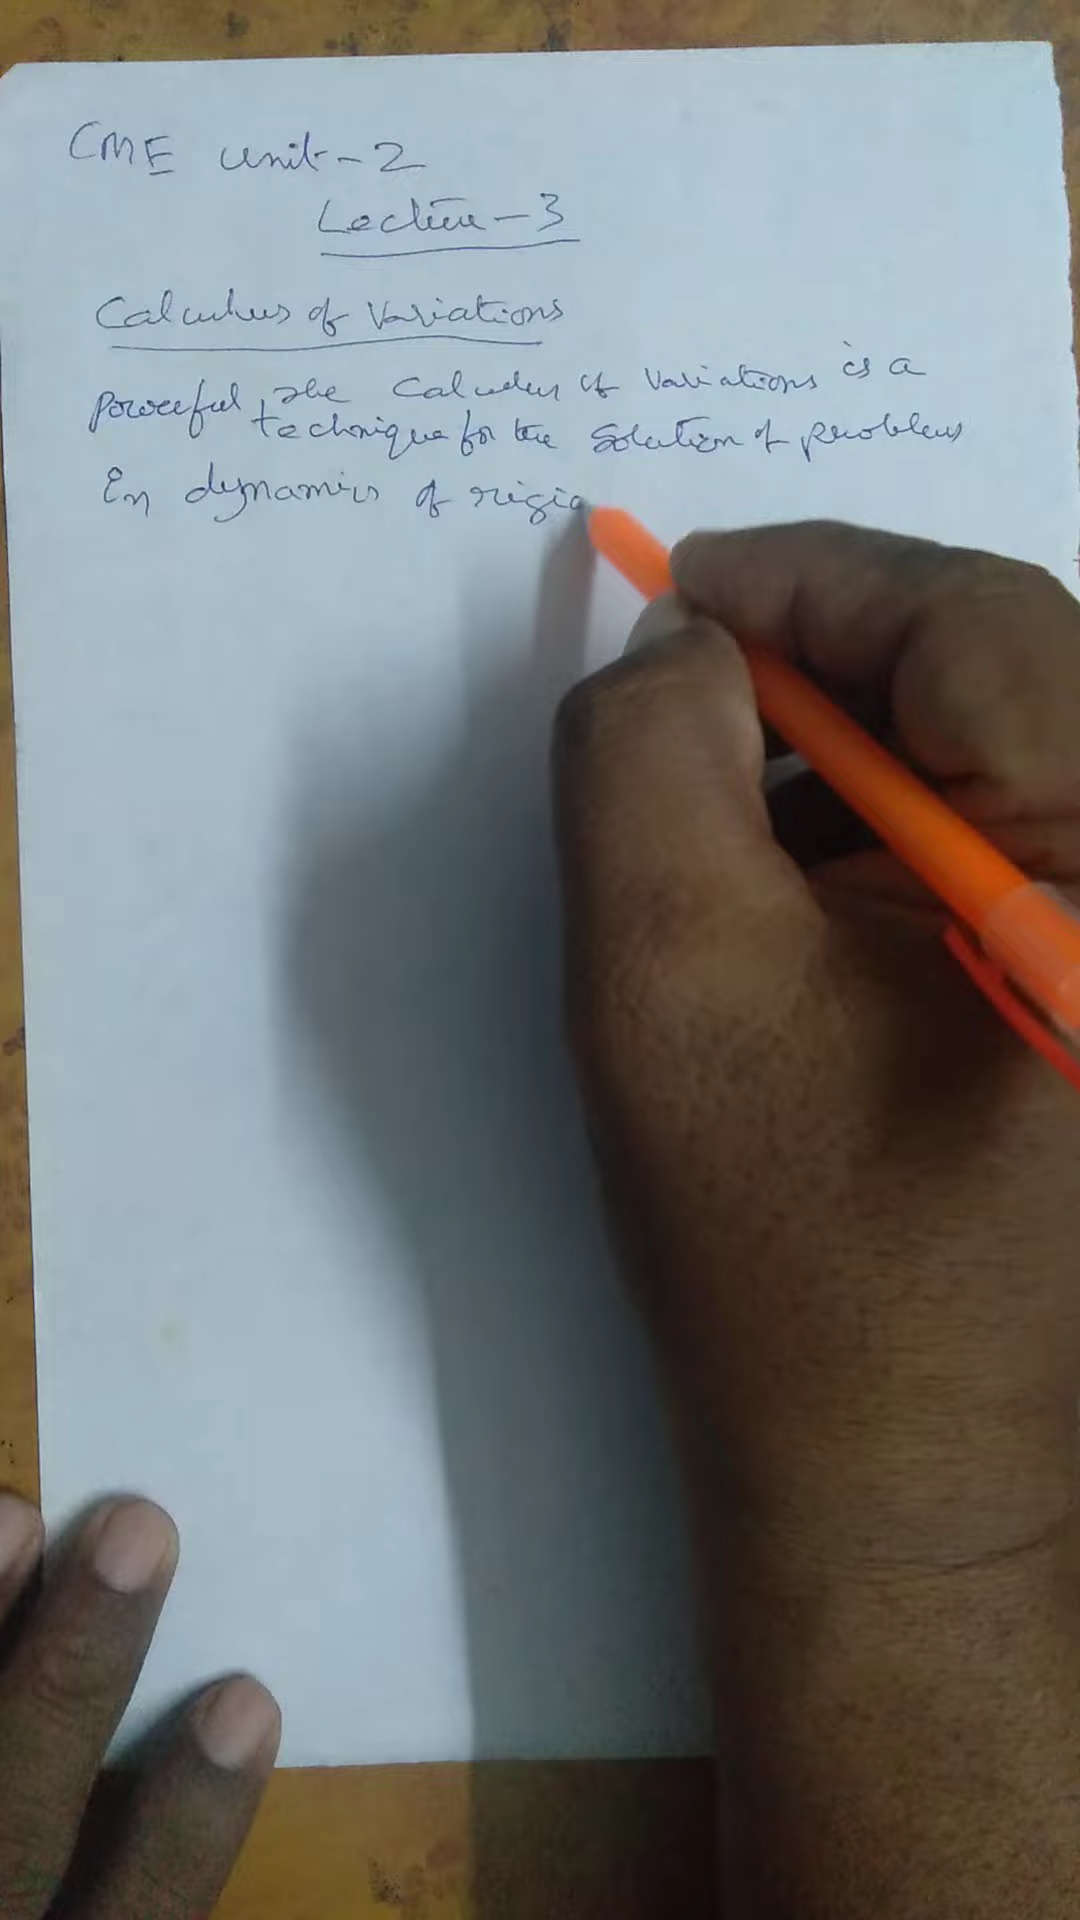 CME Unit-2
Lecture-3
Calculus of Variations
The Calculus of Variations is a
Powerful technique for the Solution of problems
In dynamics of rigid